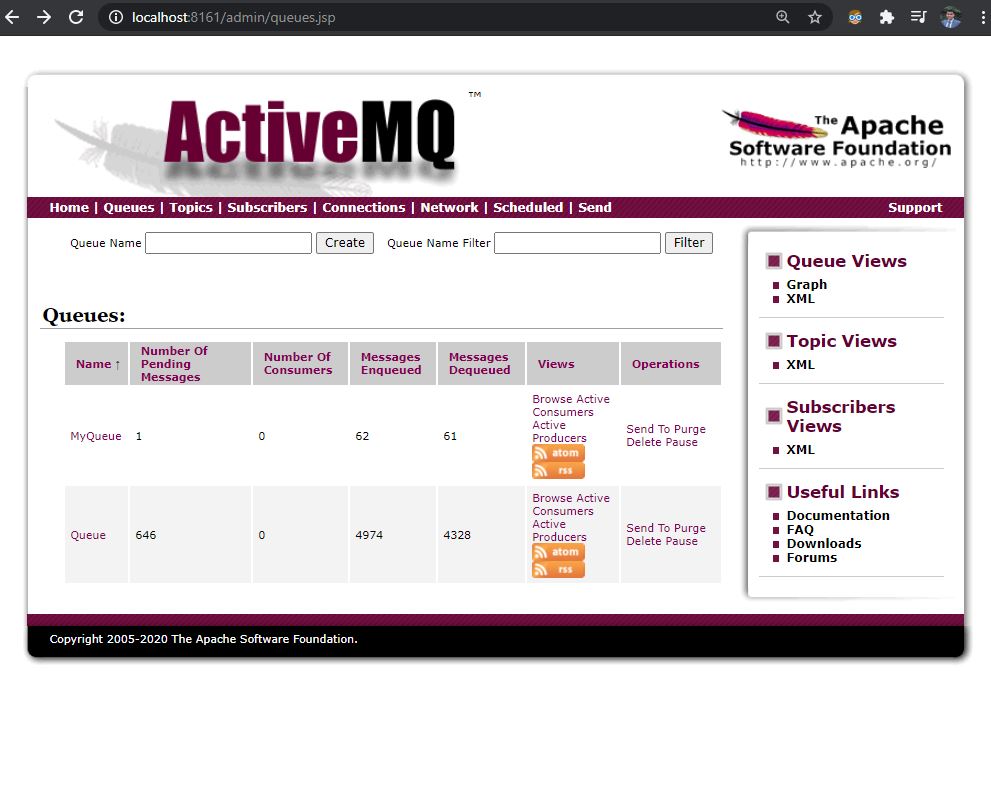 localhost:8161/admin/queues.jsp
ActiveMQ ™
The Apache
Software Foundation
http://www.apache.org/
Home | Queues | Topics | Subscribers | Connections | Network | Scheduled | Send
Support
Queue Name Create Queue Name Filter Filter
Queues:
Name ↑ Number Of Pending Messages Number Of Consumers Messages Enqueued Messages Dequeued Views Operations
MyQueue 1 0 62 61
Browse Active
Consumers
Active
Producers
atom
rss
Send To Purge
Delete Pause
Queue 646 0 4974 4328
Browse Active
Consumers
Active
Producers
atom
rss
Send To Purge
Delete Pause
Queue Views
Graph
XML
Topic Views
XML
Subscribers
Views
XML
Useful Links
Documentation
FAQ
Downloads
Forums
Copyright 2005-2020 The Apache Software Foundation.